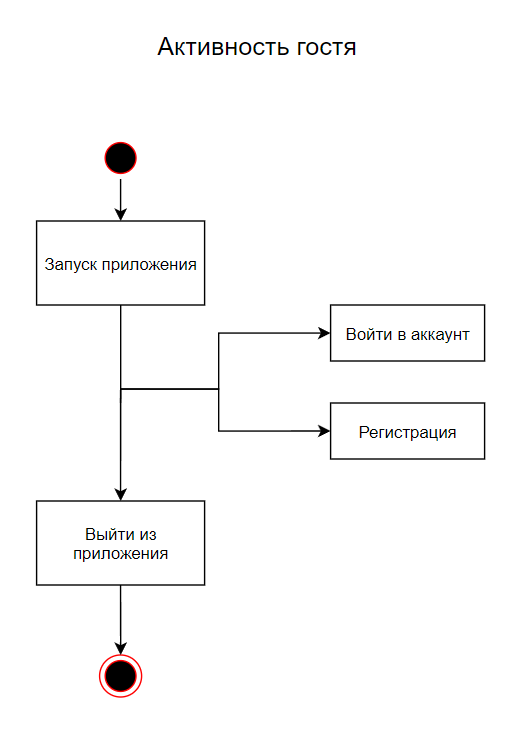 Активность гостя
Запуск приложения
Войти в аккаунт
Регистрация
Выйти из
приложения